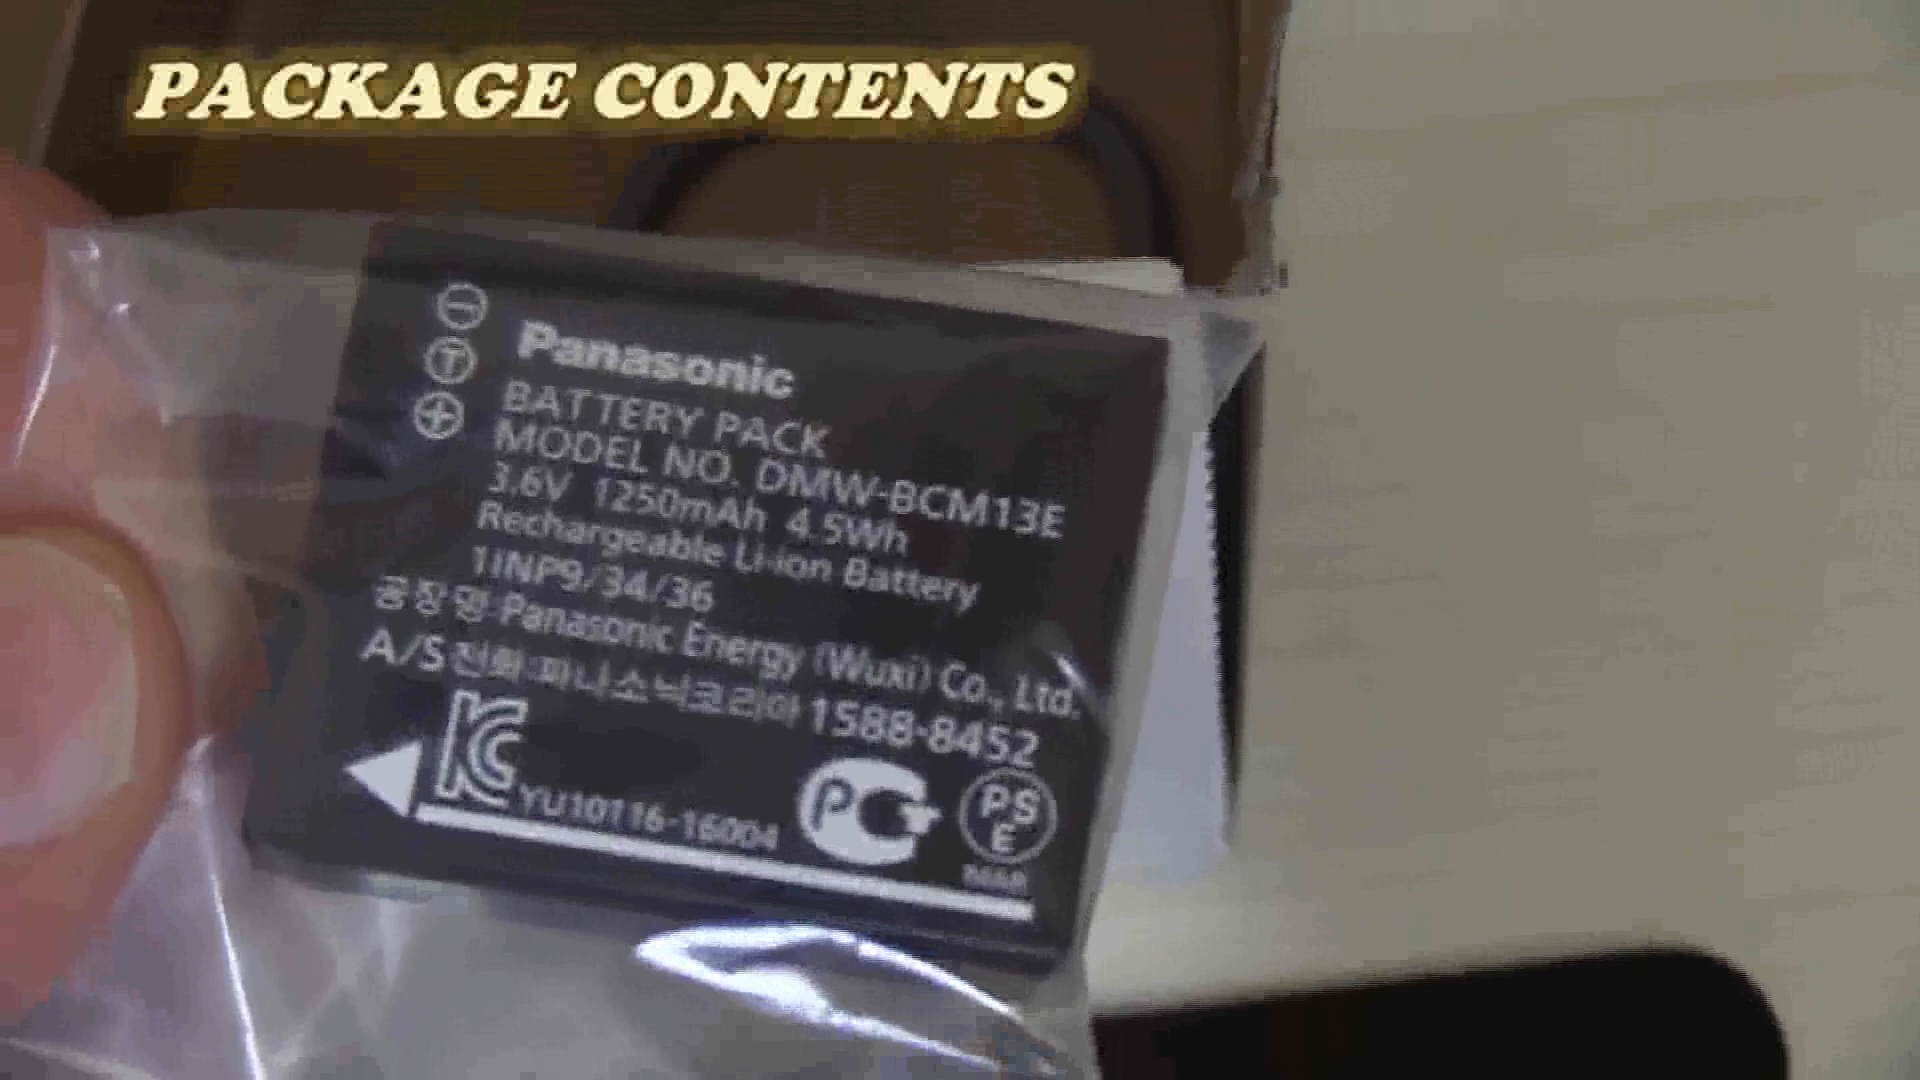 PACKAGE CONTENTS
Panasonic
BATTERY PACK
MODEL NO. DMW-BCM13E
3.6V 1250mAh 4.5Wh
Rechargeable Li-ion Battery
1INP9/34/36
공장명:Panasonic Energy (Wuxi) Co., Ltd.
A/S전화:파나소닉코리아 1588-8452
YU10116-16004
PS
E